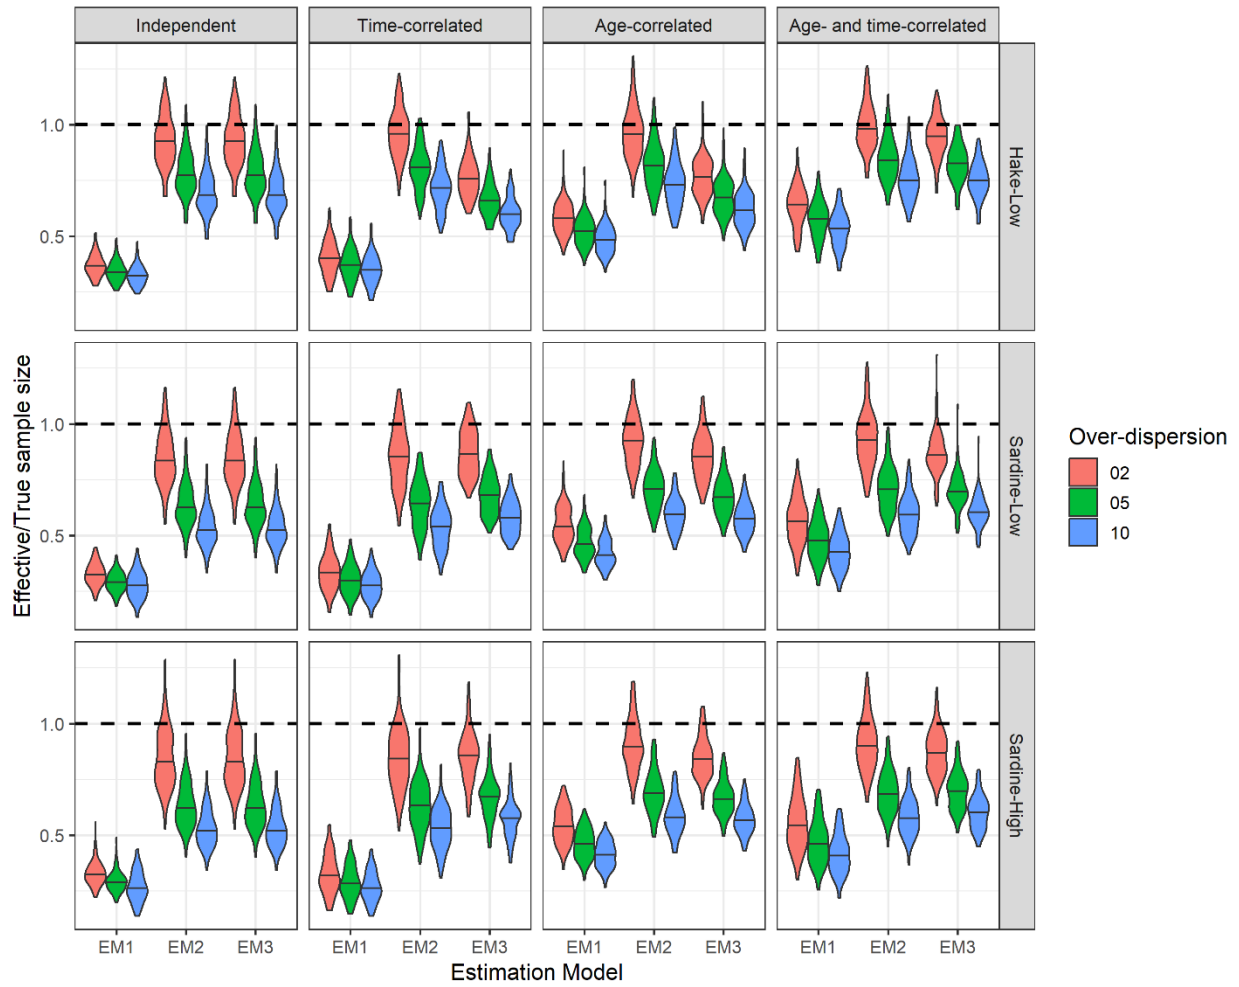 Independent
Time-correlated
Age-correlated
Age- and time-correlated
1.0
0.5
Hake-Low
Effective/True sample size
1.0
0.5
Sardine-Low
Over-dispersion
02
05
10
1.0
0.5
Sardine-High
EM1 EM2 EM3
EM1 EM2 EM3
EM1 EM2 EM3
EM1 EM2 EM3
Estimation Model